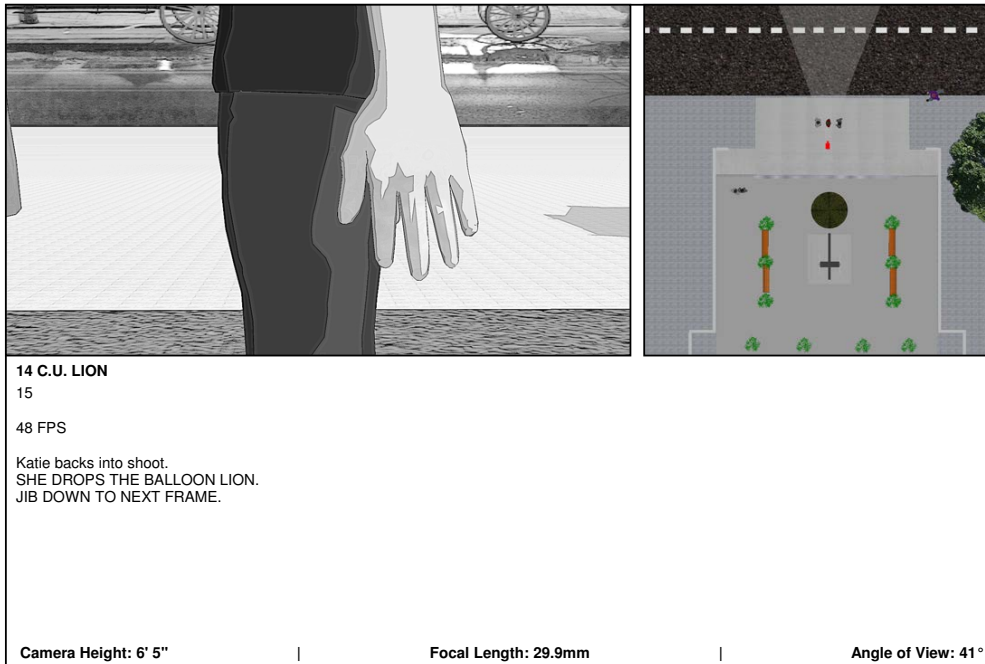 14 C.U. LION
15
48 FPS
Katie backs into shoot.
SHE DROPS THE BALLOON LION.
JIB DOWN TO NEXT FRAME.
Camera Height: 6' 5" | Focal Length: 29.9mm | Angle of View: 41°